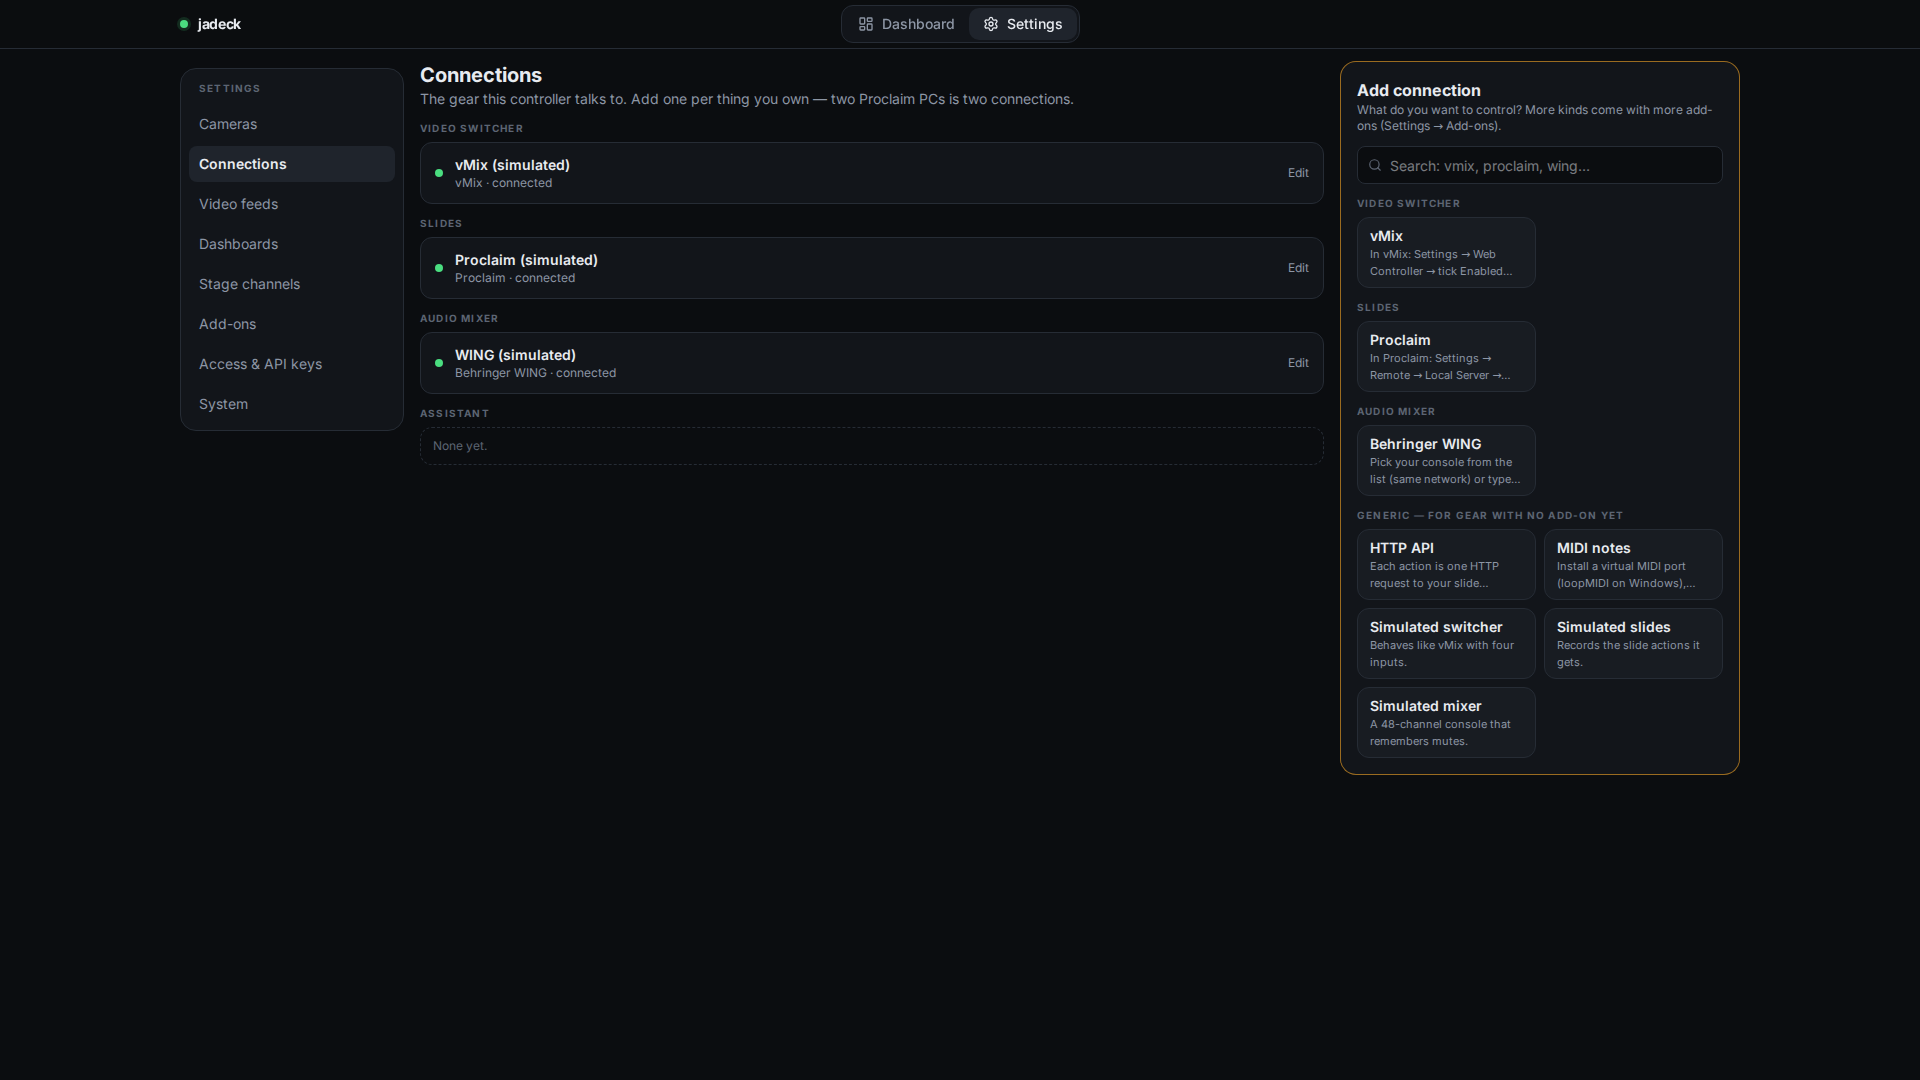 jadeck
Dashboard
Settings
SETTINGS
Cameras
Connections
Video feeds
Dashboards
Stage channels
Add-ons
Access & API keys
System
Connections
The gear this controller talks to. Add one per thing you own — two Proclaim PCs is two connections.
VIDEO SWITCHER
vMix (simulated)
vMix · connected
Edit
SLIDES
Proclaim (simulated)
Proclaim · connected
Edit
AUDIO MIXER
WING (simulated)
Behringer WING · connected
Edit
ASSISTANT
None yet.
Add connection
What do you want to control? More kinds come with more add-
ons (Settings → Add-ons).
Search: vmix, proclaim, wing...
VIDEO SWITCHER
vMix
In vMix: Settings → Web
Controller → tick Enabled...
SLIDES
Proclaim
In Proclaim: Settings →
Remote → Local Server →...
AUDIO MIXER
Behringer WING
Pick your console from the
list (same network) or type...
GENERIC — FOR GEAR WITH NO ADD-ON YET
HTTP API
Each action is one HTTP
request to your slide...
MIDI notes
Install a virtual MIDI port
(loopMIDI on Windows),...
Simulated switcher
Behaves like vMix with four
inputs.
Simulated slides
Records the slide actions it
gets.
Simulated mixer
A 48-channel console that
remembers mutes.